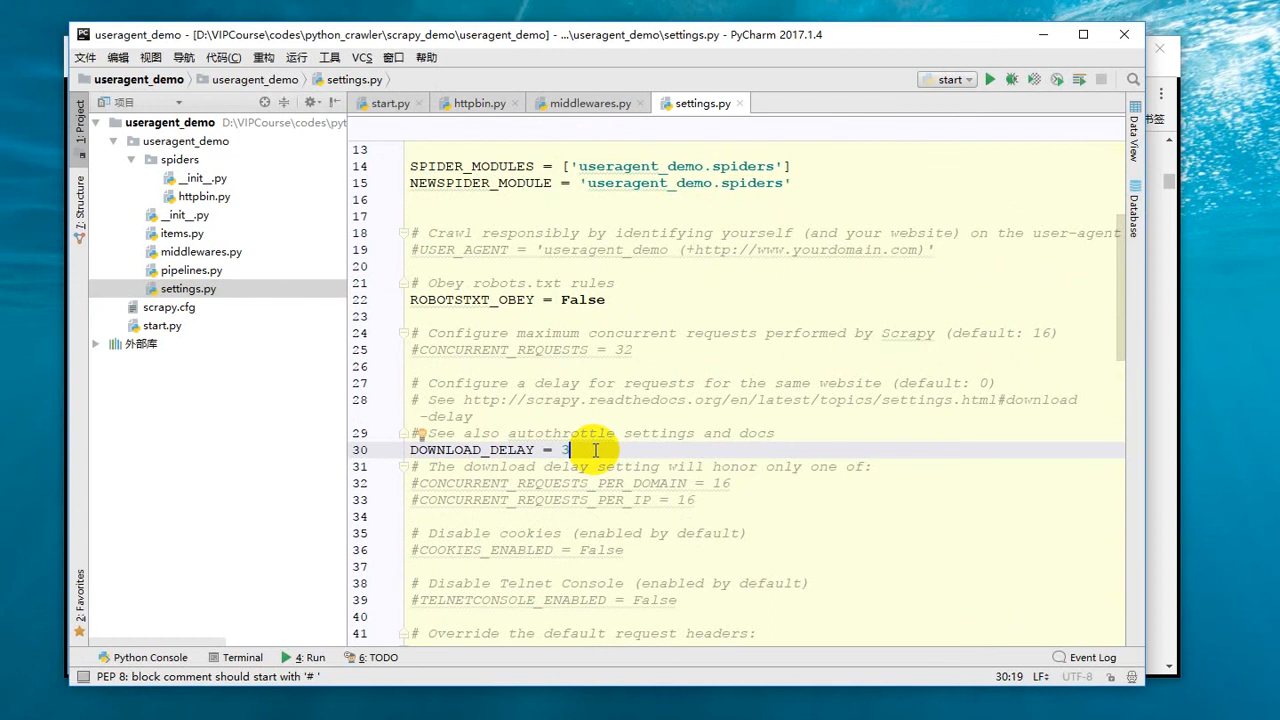 useragent_demo - [D:\VIPCourse\codes\python_crawler\scrapy_demo\useragent_demo] - ...\useragent_demo\settings.py - PyCharm 2017.1.4
文件 编辑 视图 导航 代码(C) 重构 运行 工具 VCS 窗口 帮助
useragent_demo useragent_demo settings.py start
项目 start.py httpbin.py middlewares.py settings.py
书签
1: Project
7: Structure
2: Favorites
useragent_demo D:\VIPCourse\codes\pyt
useragent_demo
spiders
__init__.py
httpbin.py
__init__.py
items.py
middlewares.py
pipelines.py
settings.py
scrapy.cfg
start.py
外部库
13
14 SPIDER_MODULES = ['useragent_demo.spiders']
15 NEWSPIDER_MODULE = 'useragent_demo.spiders'
16
17
18 # Crawl responsibly by identifying yourself (and your website) on the user-agent
19 #USER_AGENT = 'useragent_demo (+http://www.yourdomain.com)'
20
21 # Obey robots.txt rules
22 ROBOTSTXT_OBEY = False
23
24 # Configure maximum concurrent requests performed by Scrapy (default: 16)
25 #CONCURRENT_REQUESTS = 32
26
27 # Configure a delay for requests for the same website (default: 0)
28 # See http://scrapy.readthedocs.org/en/latest/topics/settings.html#download
-delay
29 # See also autothrottle settings and docs
30 DOWNLOAD_DELAY = 3
31 # The download delay setting will honor only one of:
32 #CONCURRENT_REQUESTS_PER_DOMAIN = 16
33 #CONCURRENT_REQUESTS_PER_IP = 16
34
35 # Disable cookies (enabled by default)
36 #COOKIES_ENABLED = False
37
38 # Disable Telnet Console (enabled by default)
39 #TELNETCONSOLE_ENABLED = False
40
41 # Override the default request headers:
Data View
Database
Python Console Terminal 4: Run 6: TODO Event Log
PEP 8: block comment should start with '# ' 30:19 LF UTF-8